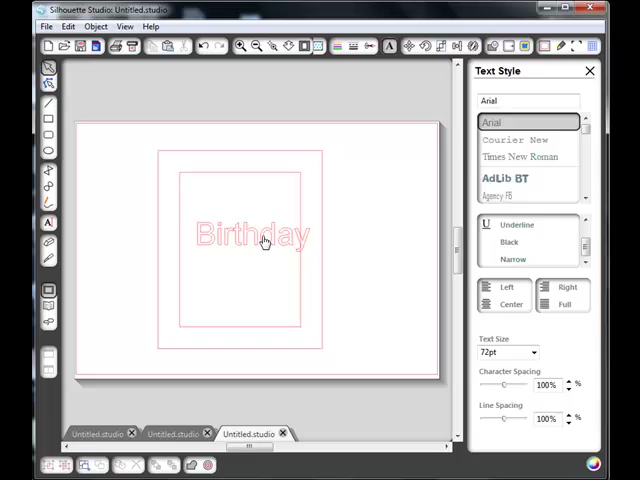 Silhouette Studio: Untitled.studio
File Edit Object View Help
Text Style
Arial
Arial
Courier New
Times New Roman
AdLib BT
Agency FB
U Underline
Black
Narrow
Left Right
Center Full
Text Size
72pt
Character Spacing
100% %
Line Spacing
100% %
Birthday
Untitled.studio Untitled.studio Untitled.studio